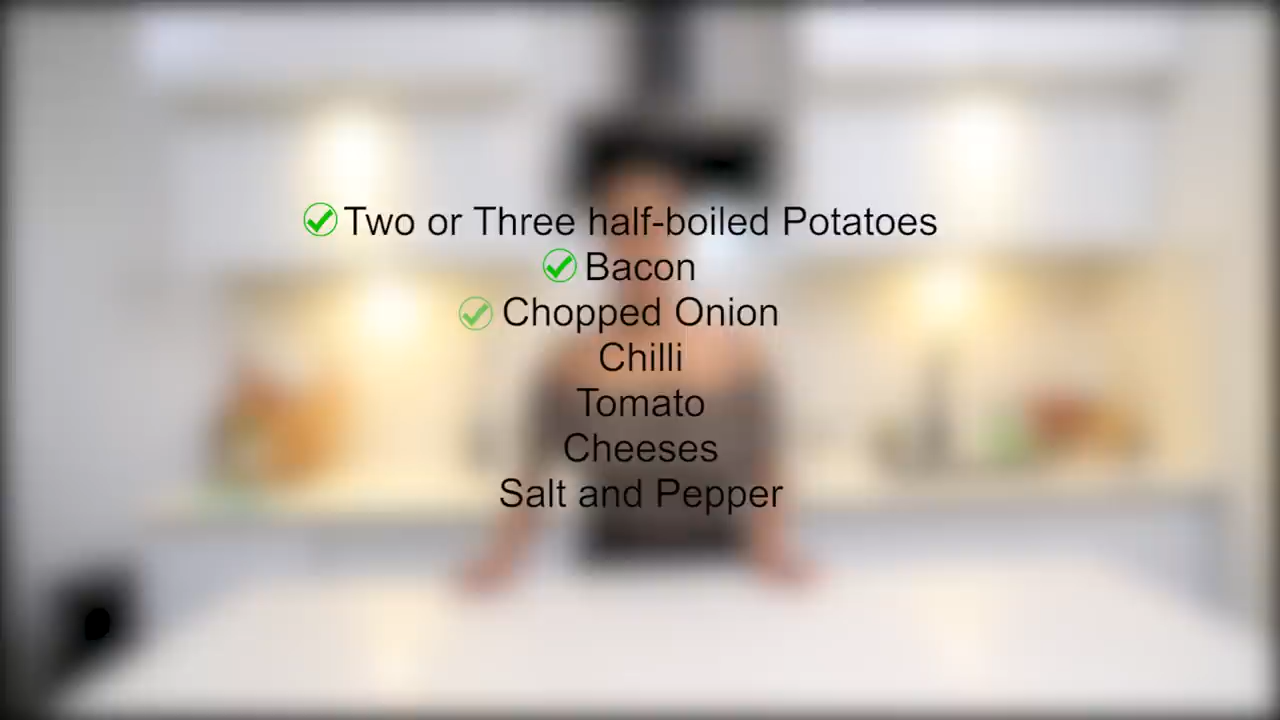 Two or Three half-boiled Potatoes
Bacon
Chopped Onion
Chilli
Tomato
Cheeses
Salt and Pepper